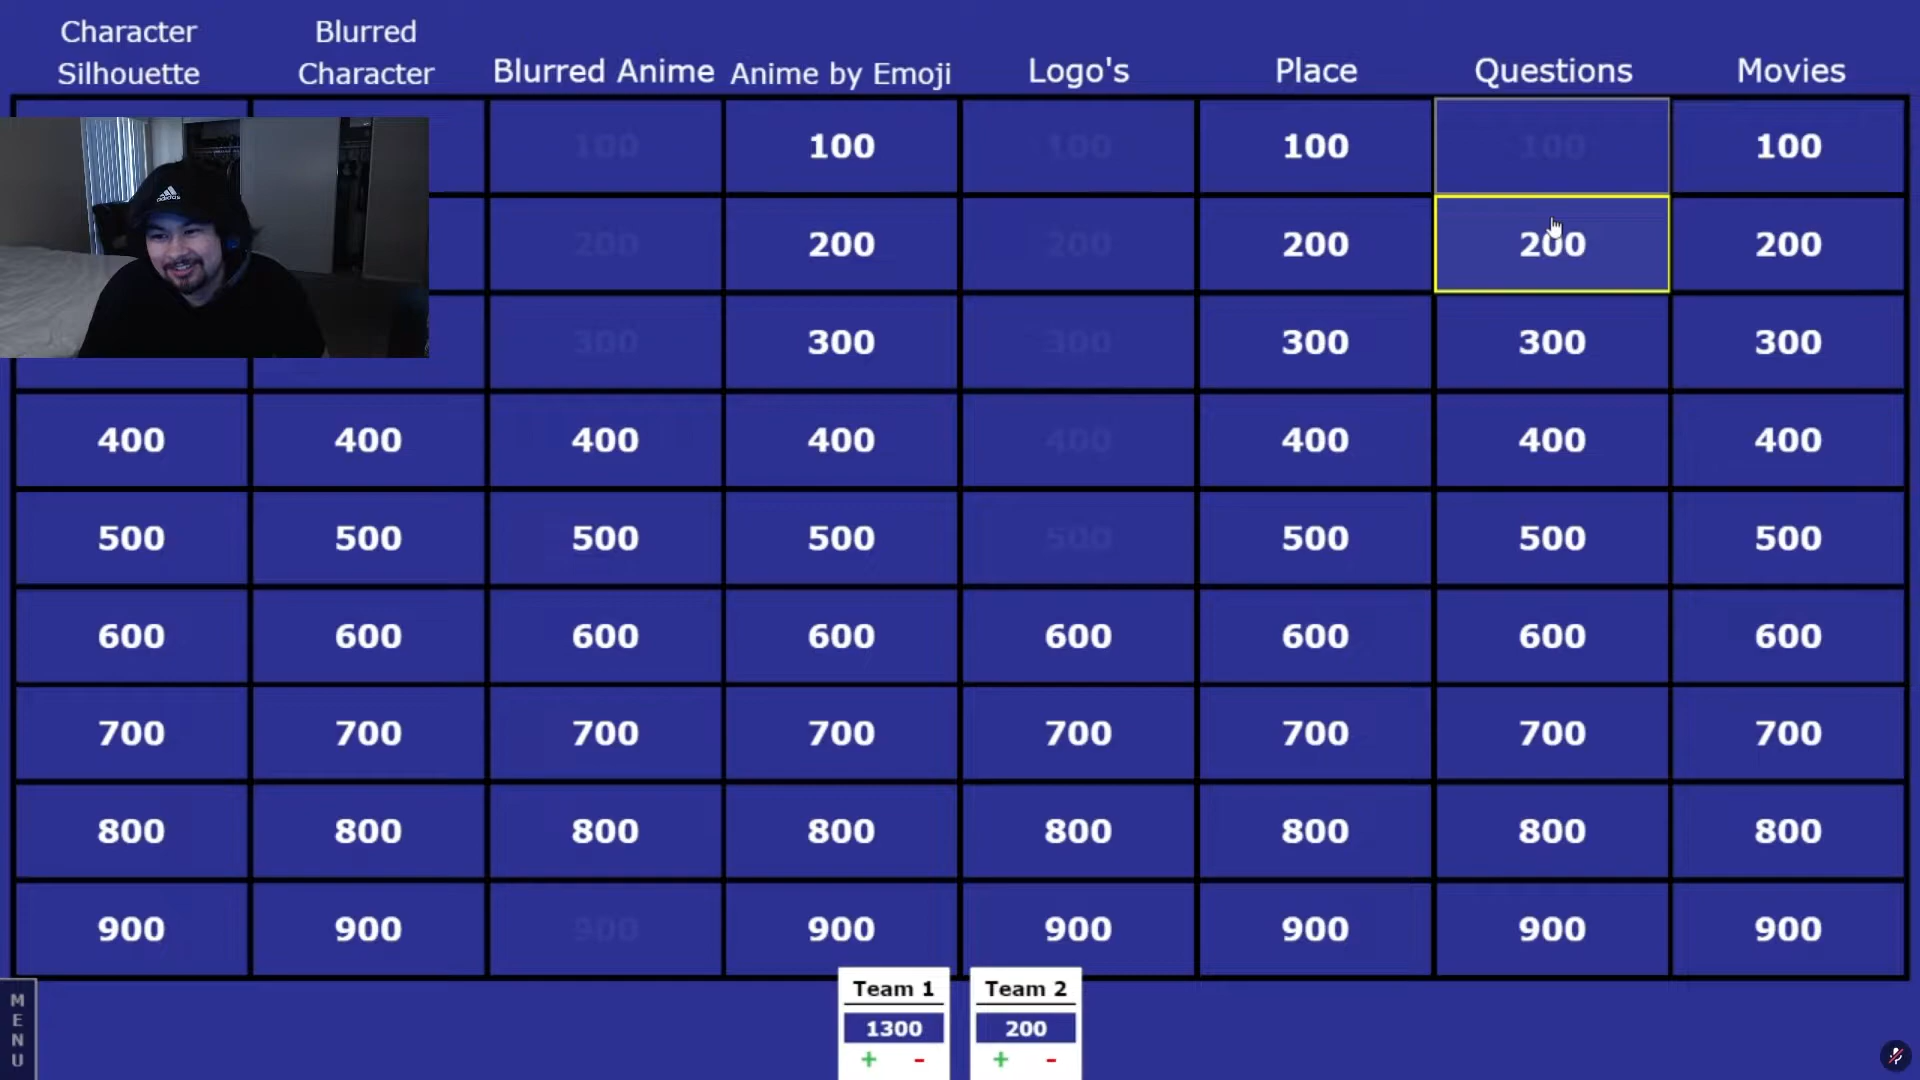 Character Silhouette
Blurred Character
Blurred Anime
Anime by Emoji
Logo's
Place
Questions
Movies
100 100 100 100 100 100
200 200 200 200 200 200
300 300 300 300 300
adidas
300
400 400 400 400 400 400 400 400
500 500 500 500 500 500 500 500
600 600 600 600 600 600 600 600
700 700 700 700 700 700 700 700
800 800 800 800 800 800 800 800
900 900 900 900 900 900 900 900
MENU
Team 1
1300
+ -
Team 2
200
+ -